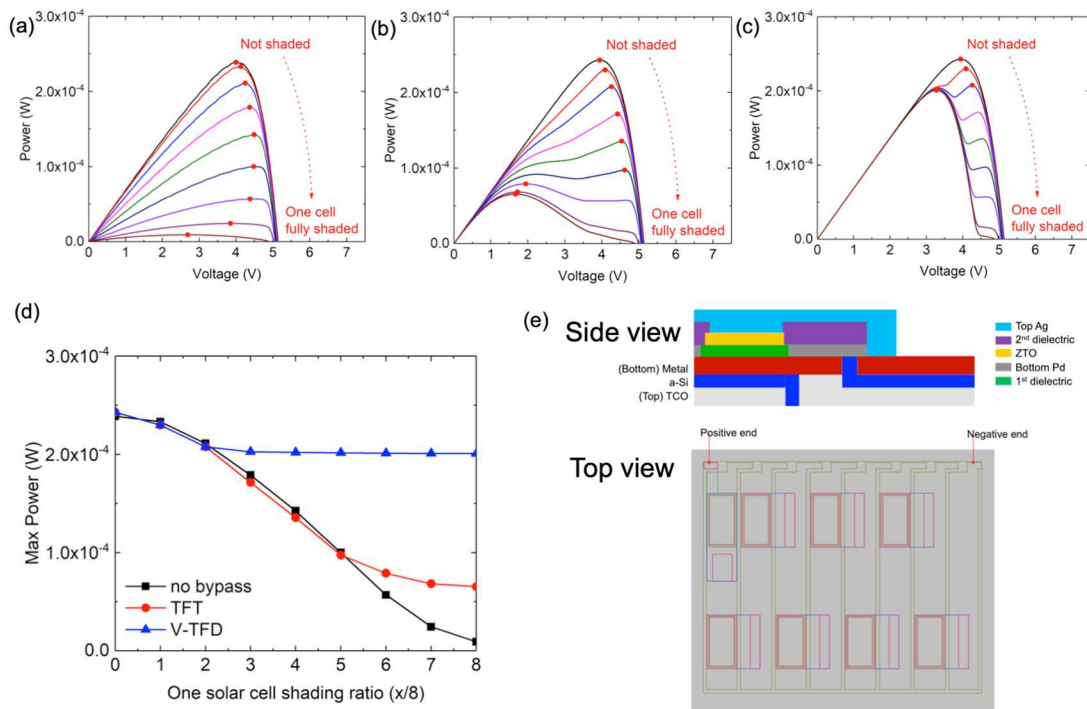 (a)
3.0x10⁻⁴
2.0x10⁻⁴
1.0x10⁻⁴
0.0
Power (W)
0 1 2 3 4 5 6 7
Voltage (V)
Not shaded
One cell
fully shaded
(b)
3.0x10⁻⁴
2.0x10⁻⁴
1.0x10⁻⁴
0.0
Power (W)
0 1 2 3 4 5 6 7
Voltage (V)
Not shaded
One cell
fully shaded
(c)
3.0x10⁻⁴
2.0x10⁻⁴
1.0x10⁻⁴
0.0
Power (W)
0 1 2 3 4 5 6 7
Voltage (V)
Not shaded
One cell
fully shaded
(d)
3.0x10⁻⁴
2.0x10⁻⁴
1.0x10⁻⁴
0.0
Max Power (W)
no bypass
TFT
V-TFD
0 1 2 3 4 5 6 7 8
One solar cell shading ratio (x/8)
(e)
Side view
(Bottom) Metal
a-Si
(Top) TCO
Top Ag
2nd dielectric
ZTO
Bottom Pd
1st dielectric
Top view
Positive end
Negative end